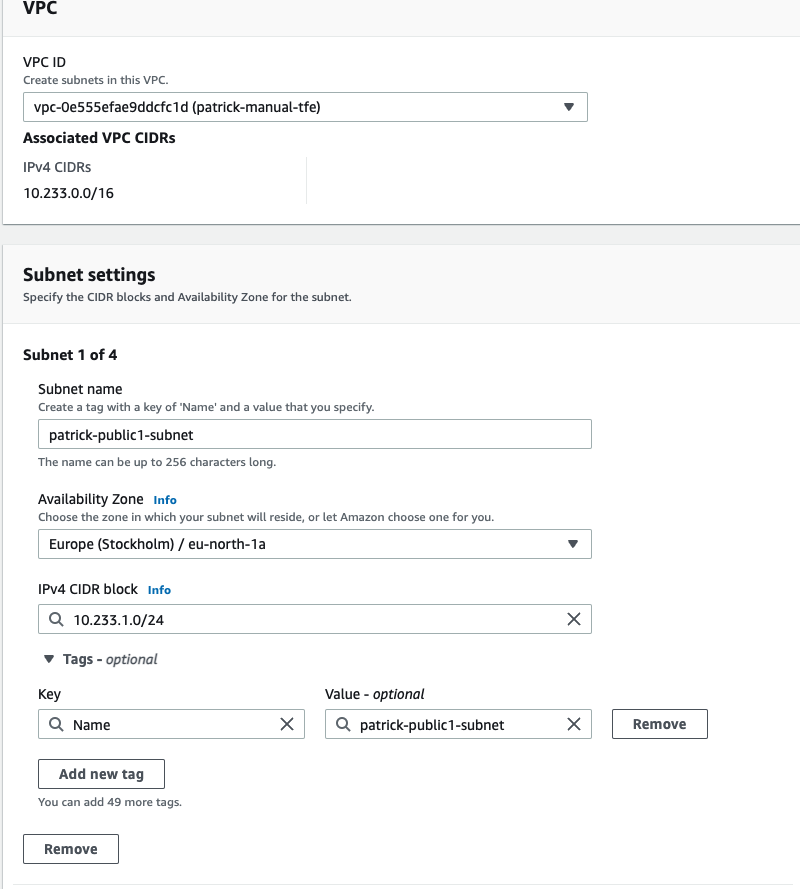 VPC
VPC ID
Create subnets in this VPC.
vpc-0e555efae9ddcfc1d (patrick-manual-tfe)
Associated VPC CIDRs
IPv4 CIDRs
10.233.0.0/16
Subnet settings
Specify the CIDR blocks and Availability Zone for the subnet.
Subnet 1 of 4
Subnet name
Create a tag with a key of 'Name' and a value that you specify.
patrick-public1-subnet
The name can be up to 256 characters long.
Availability Zone Info
Choose the zone in which your subnet will reside, or let Amazon choose one for you.
Europe (Stockholm) / eu-north-1a
IPv4 CIDR block Info
10.233.1.0/24
Tags - optional
Key Value - optional
Name patrick-public1-subnet Remove
Add new tag
You can add 49 more tags.
Remove